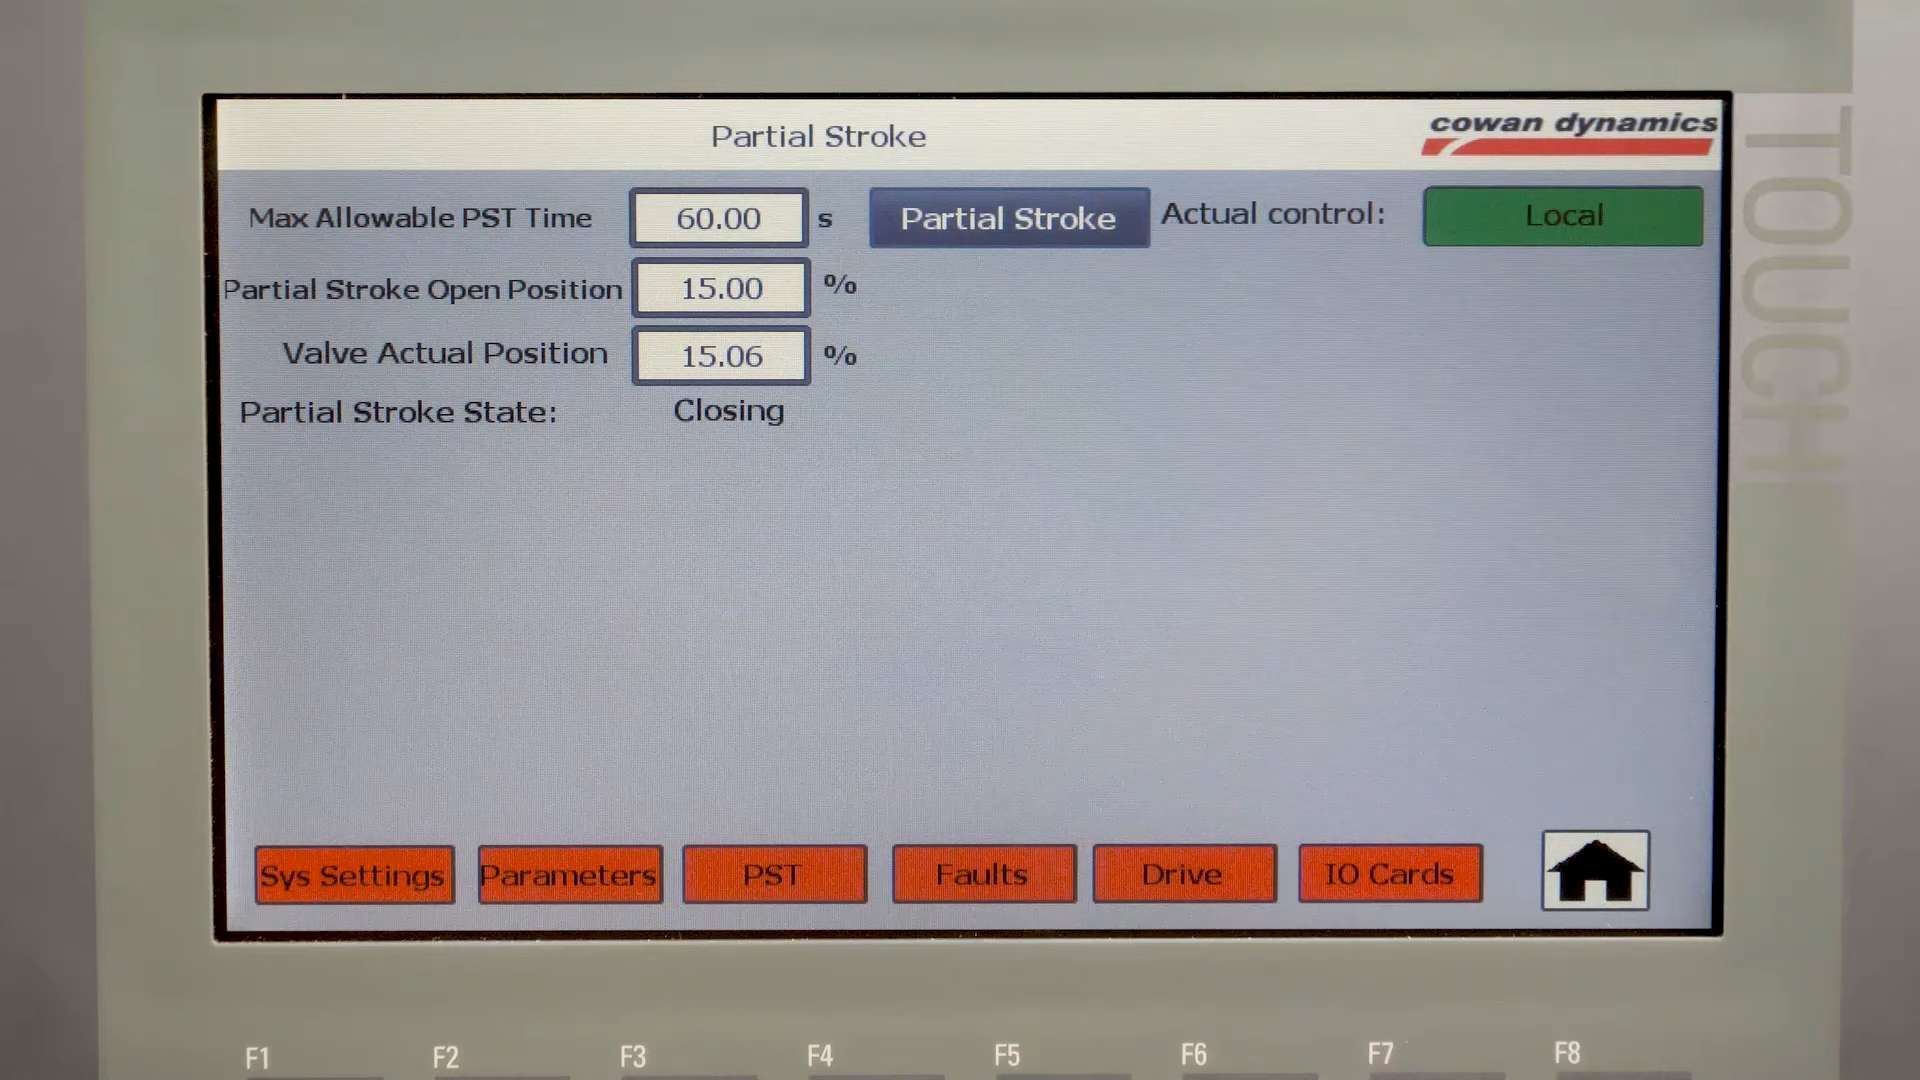 Partial Stroke
cowan dynamics
Max Allowable PST Time 60.00 s Partial Stroke Actual control: Local
Partial Stroke Open Position 15.00 %
Valve Actual Position 15.06 %
Partial Stroke State: Closing
Sys Settings Parameters PST Faults Drive IO Cards
TOUCH
F1 F2 F3 F4 F5 F6 F7 F8